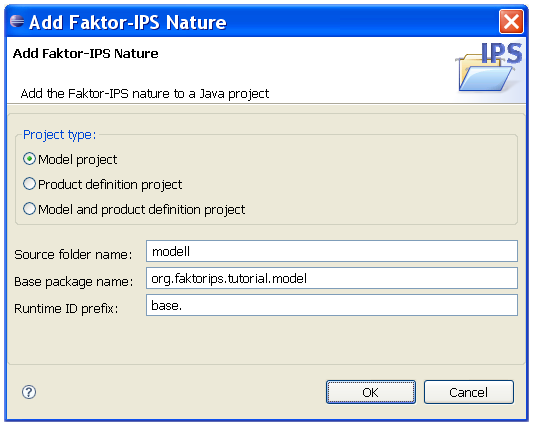 Add Faktor-IPS Nature
Add Faktor-IPS Nature
IPS
Add the Faktor-IPS nature to a Java project
Project type:
Model project
Product definition project
Model and product definition project
Source folder name: modell
Base package name: org.faktorips.tutorial.model
Runtime ID prefix: base.
?
OK Cancel